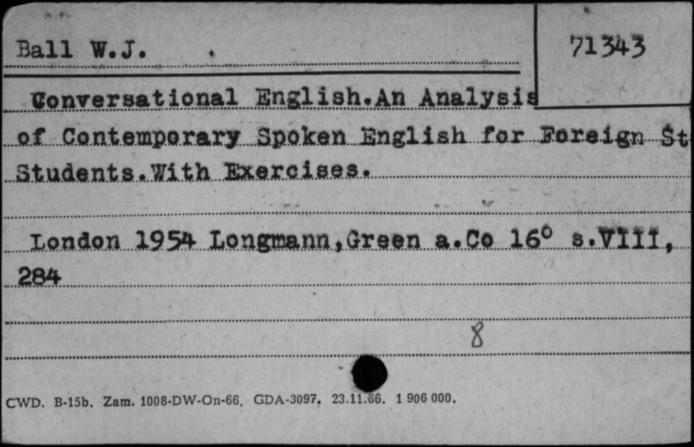 Ball W.J.
71343
Conversational English.An Analysis
of Contemporary Spoken English for Foreign St
Students.With Exercises.
London 1954 Longmann,Green a.Co 16° s.VIII,
284
8
CWD. B-15b. Zam. 1008-DW-On-66. GDA-3097. 23.11.66. 1 906 000.